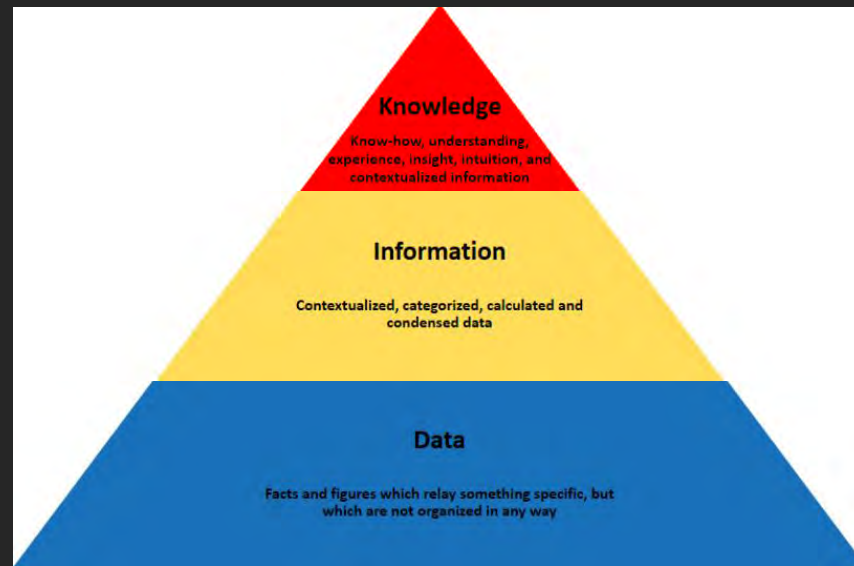 Knowledge
Know-how, understanding,
experience, insight, intuition, and
contextualized information
Information
Contextualized, categorized, calculated and
condensed data
Data
Facts and figures which relay something specific, but
which are not organized in any way